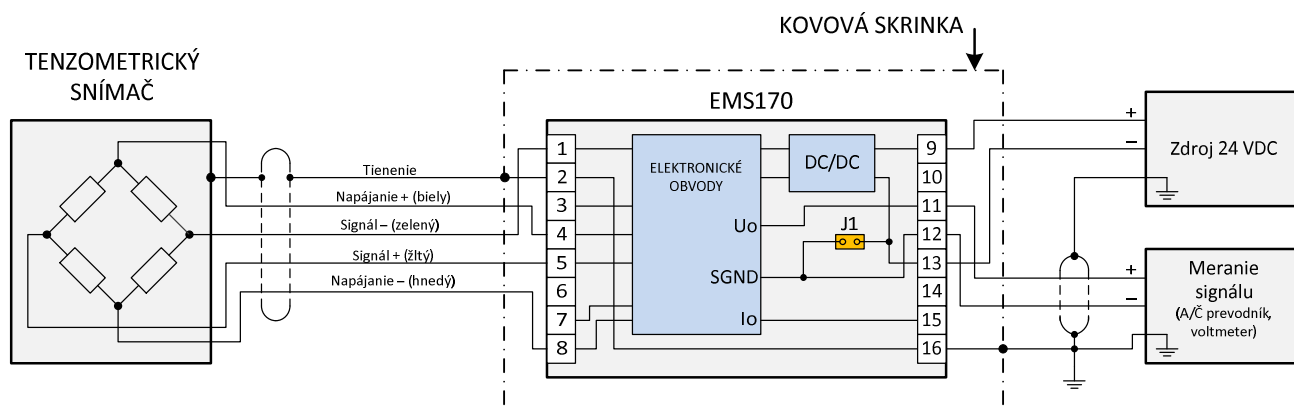 KOVOVÁ SKRINKA
TENZOMETRICKÝ
SNÍMAČ
EMS170
Tienenie
Napájanie + (biely)
Signál – (zelený)
Signál + (žltý)
Napájanie – (hnedý)
1
2
3
4
5
6
7
8
ELEKTRONICKÉ
OBVODY
DC/DC
Uo
SGND
Io
J1
9
10
11
12
13
14
15
16
+
–
Zdroj 24 VDC
+
–
Meranie
signálu
(A/Č prevodník,
voltmeter)